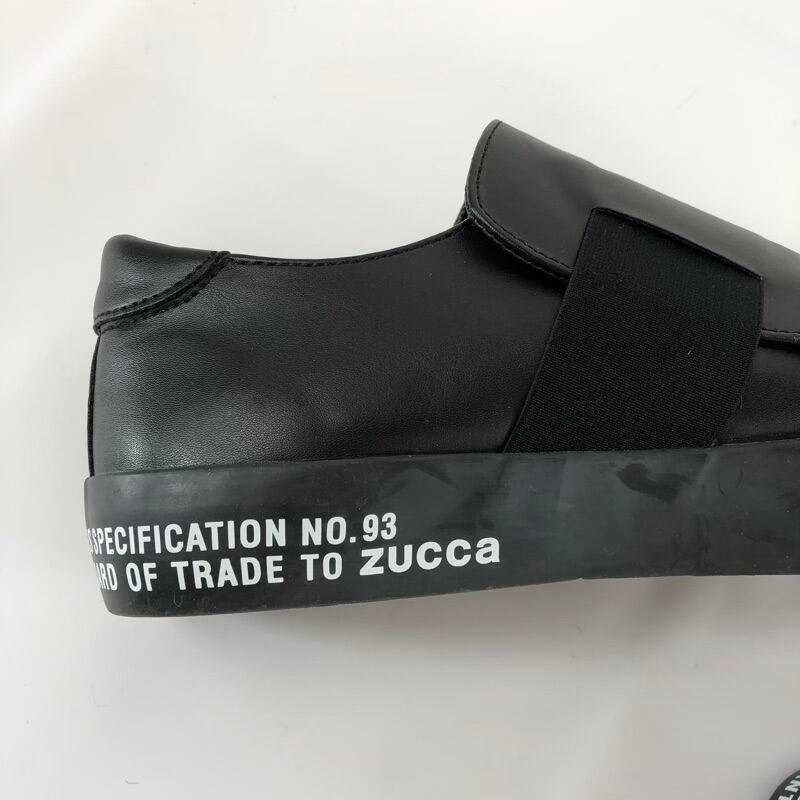 SPECIFICATION NO.93
ARD OF TRADE TO zucca